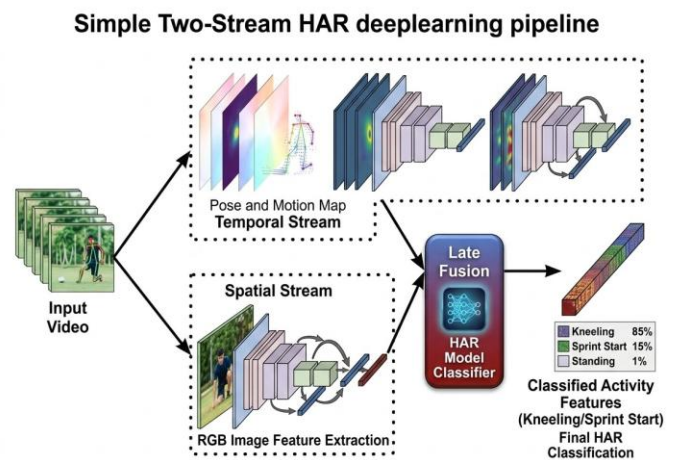 Simple Two-Stream HAR deeplearning pipeline
Pose and Motion Map
Temporal Stream
Input
Video
Spatial Stream
RGB Image Feature Extraction
Late
Fusion
HAR
Model
Classifier
Kneeling 85%
Sprint Start 15%
Standing 1%
Classified Activity
Features
(Kneeling/Sprint Start)
Final HAR
Classification